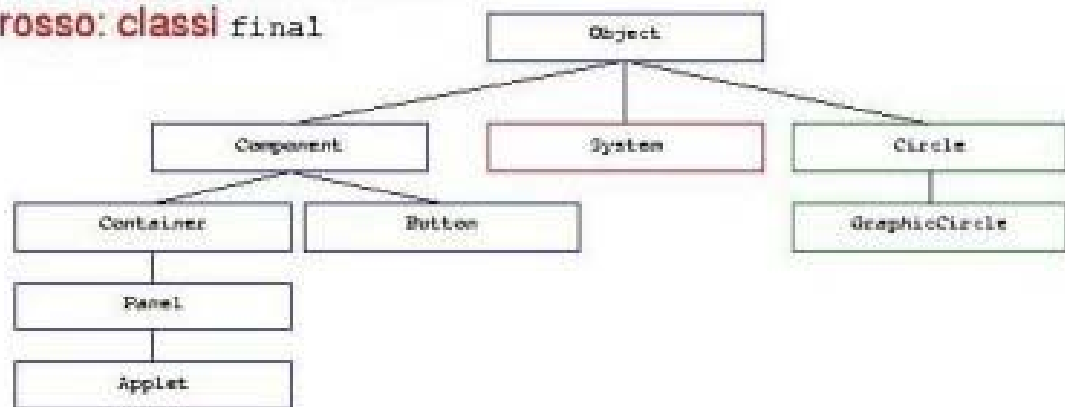 rosso: classi final
Object
Component System Circle
Container Button GraphicCircle
Panel
Applet